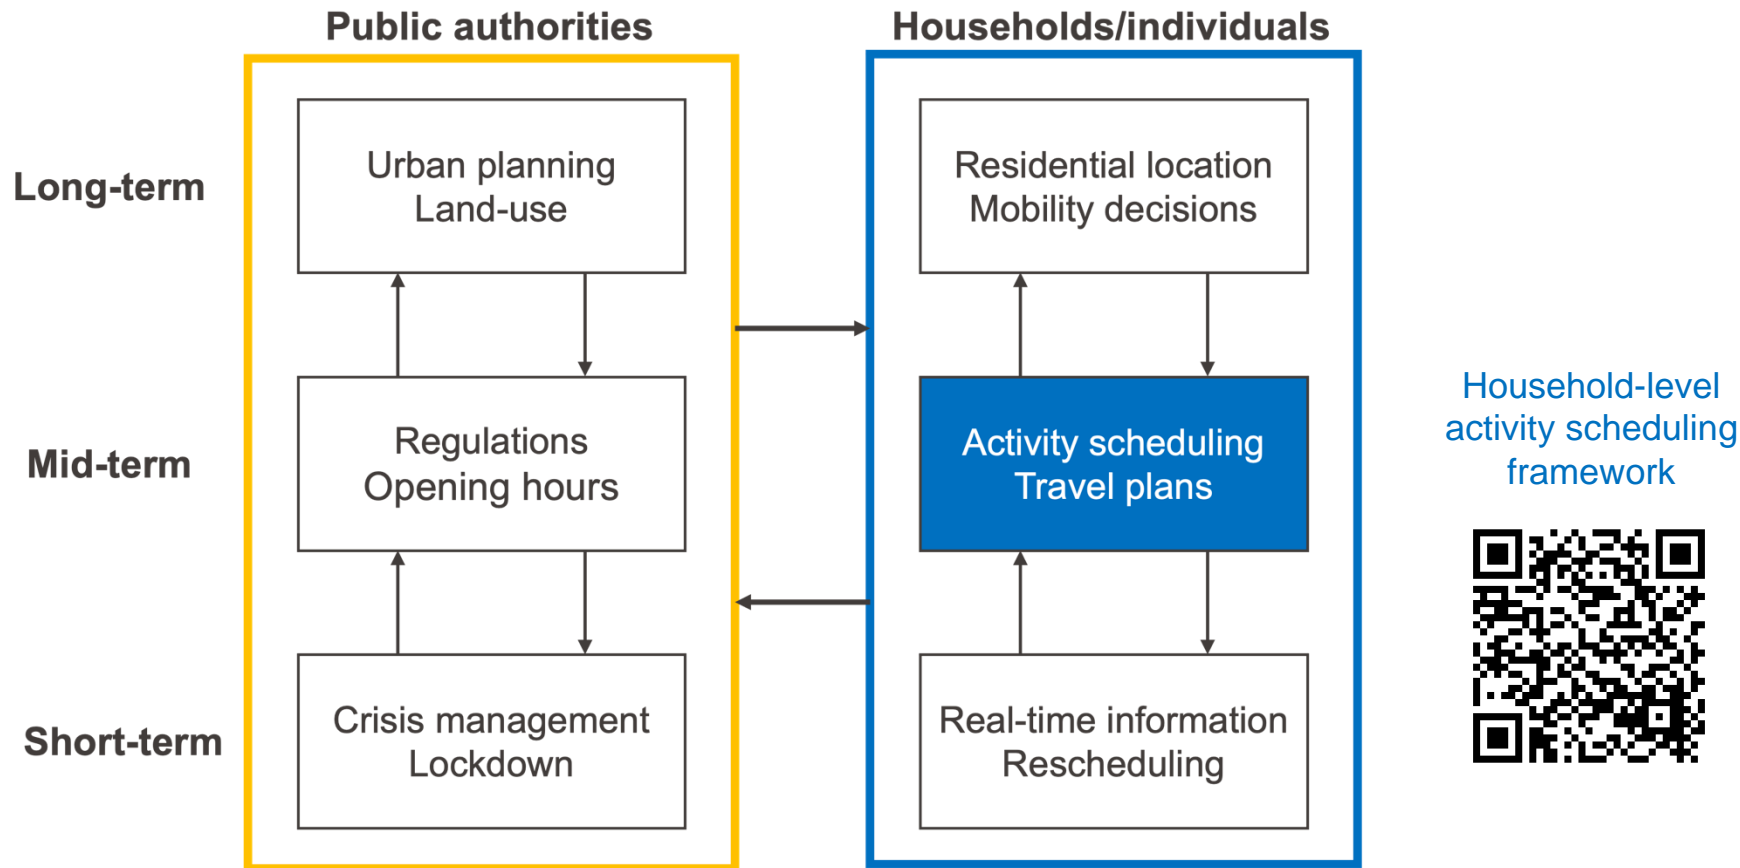 Public authorities
Households/individuals
Long-term
Urban planning
Land-use
Residential location
Mobility decisions
Mid-term
Regulations
Opening hours
Activity scheduling
Travel plans
Household-level
activity scheduling
framework
Short-term
Crisis management
Lockdown
Real-time information
Rescheduling